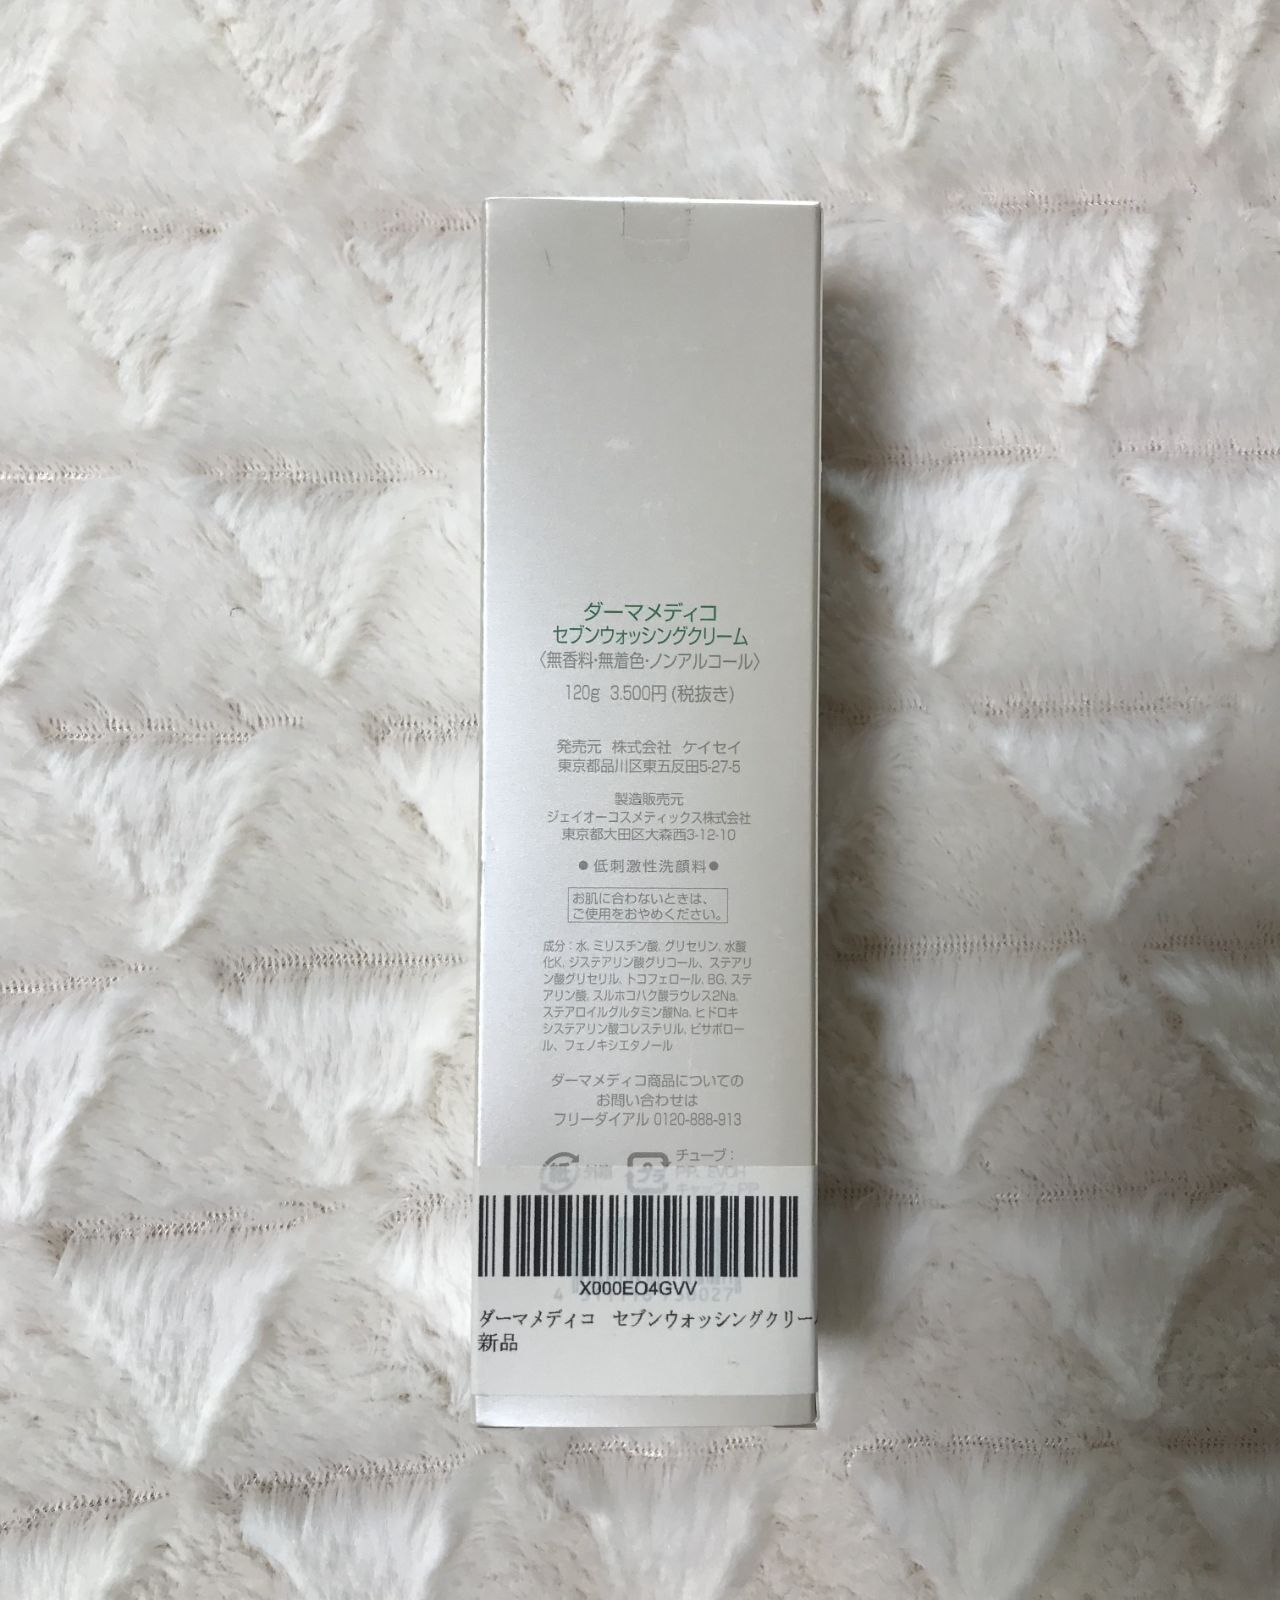 ダーマメディコ
セブンウォッシングクリーム
〈無香料・無着色・ノンアルコール〉
120g 3,500円(税抜き)
発売元 株式会社 ケイセイ
東京都品川区東五反田5-27-5
製造販売元
ジェイオーコスメティックス株式会社
東京都大田区大森西3-12-10
●低刺激性洗顔料●
お肌に合わないときは、
ご使用をおやめください。
成分：水、ミリスチン酸、グリセリン、水酸
化K、ジステアリン酸グリコール、ステアリ
ン酸グリセリル、トコフェロール、BG、ステ
アリン酸、スルホコハク酸ラウレス2Na、
ステアロイルグルタミン酸Na、ヒドロキ
システアリン酸コレステリル、ビサボロー
ル、フェノキシエタノール
ダーマメディコ商品についての
お問い合わせは
フリーダイアル 0120-888-913
紙 外箱 プラ チューブ：
PP、EVOH
キャップ：PP
X000EO4GVV
ダーマメディコ セブンウォッシングクリー
新品